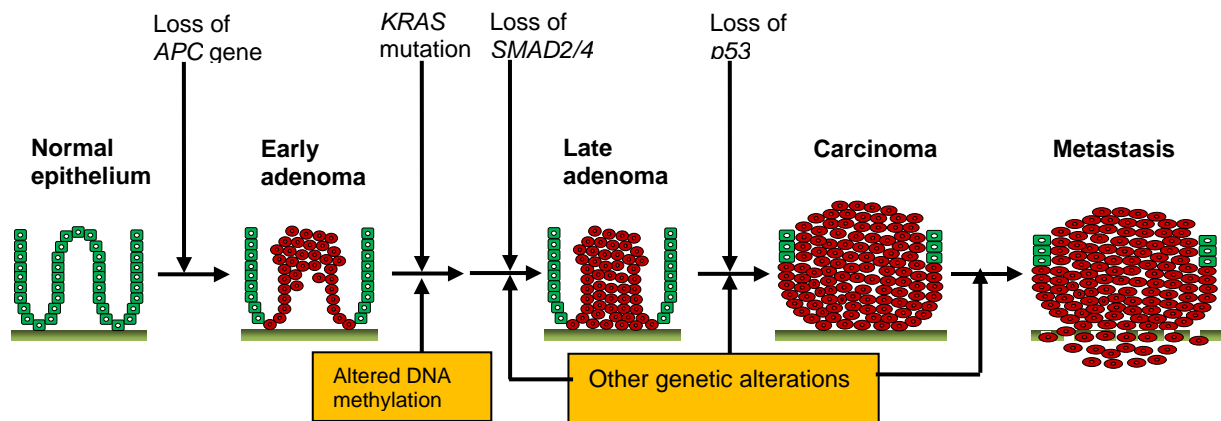 Loss of
APC gene
KRAS
mutation
Loss of
SMAD2/4
Loss of
p53
Normal
epithelium
Early
adenoma
Late
adenoma
Carcinoma
Metastasis
Altered DNA
methylation
Other genetic alterations